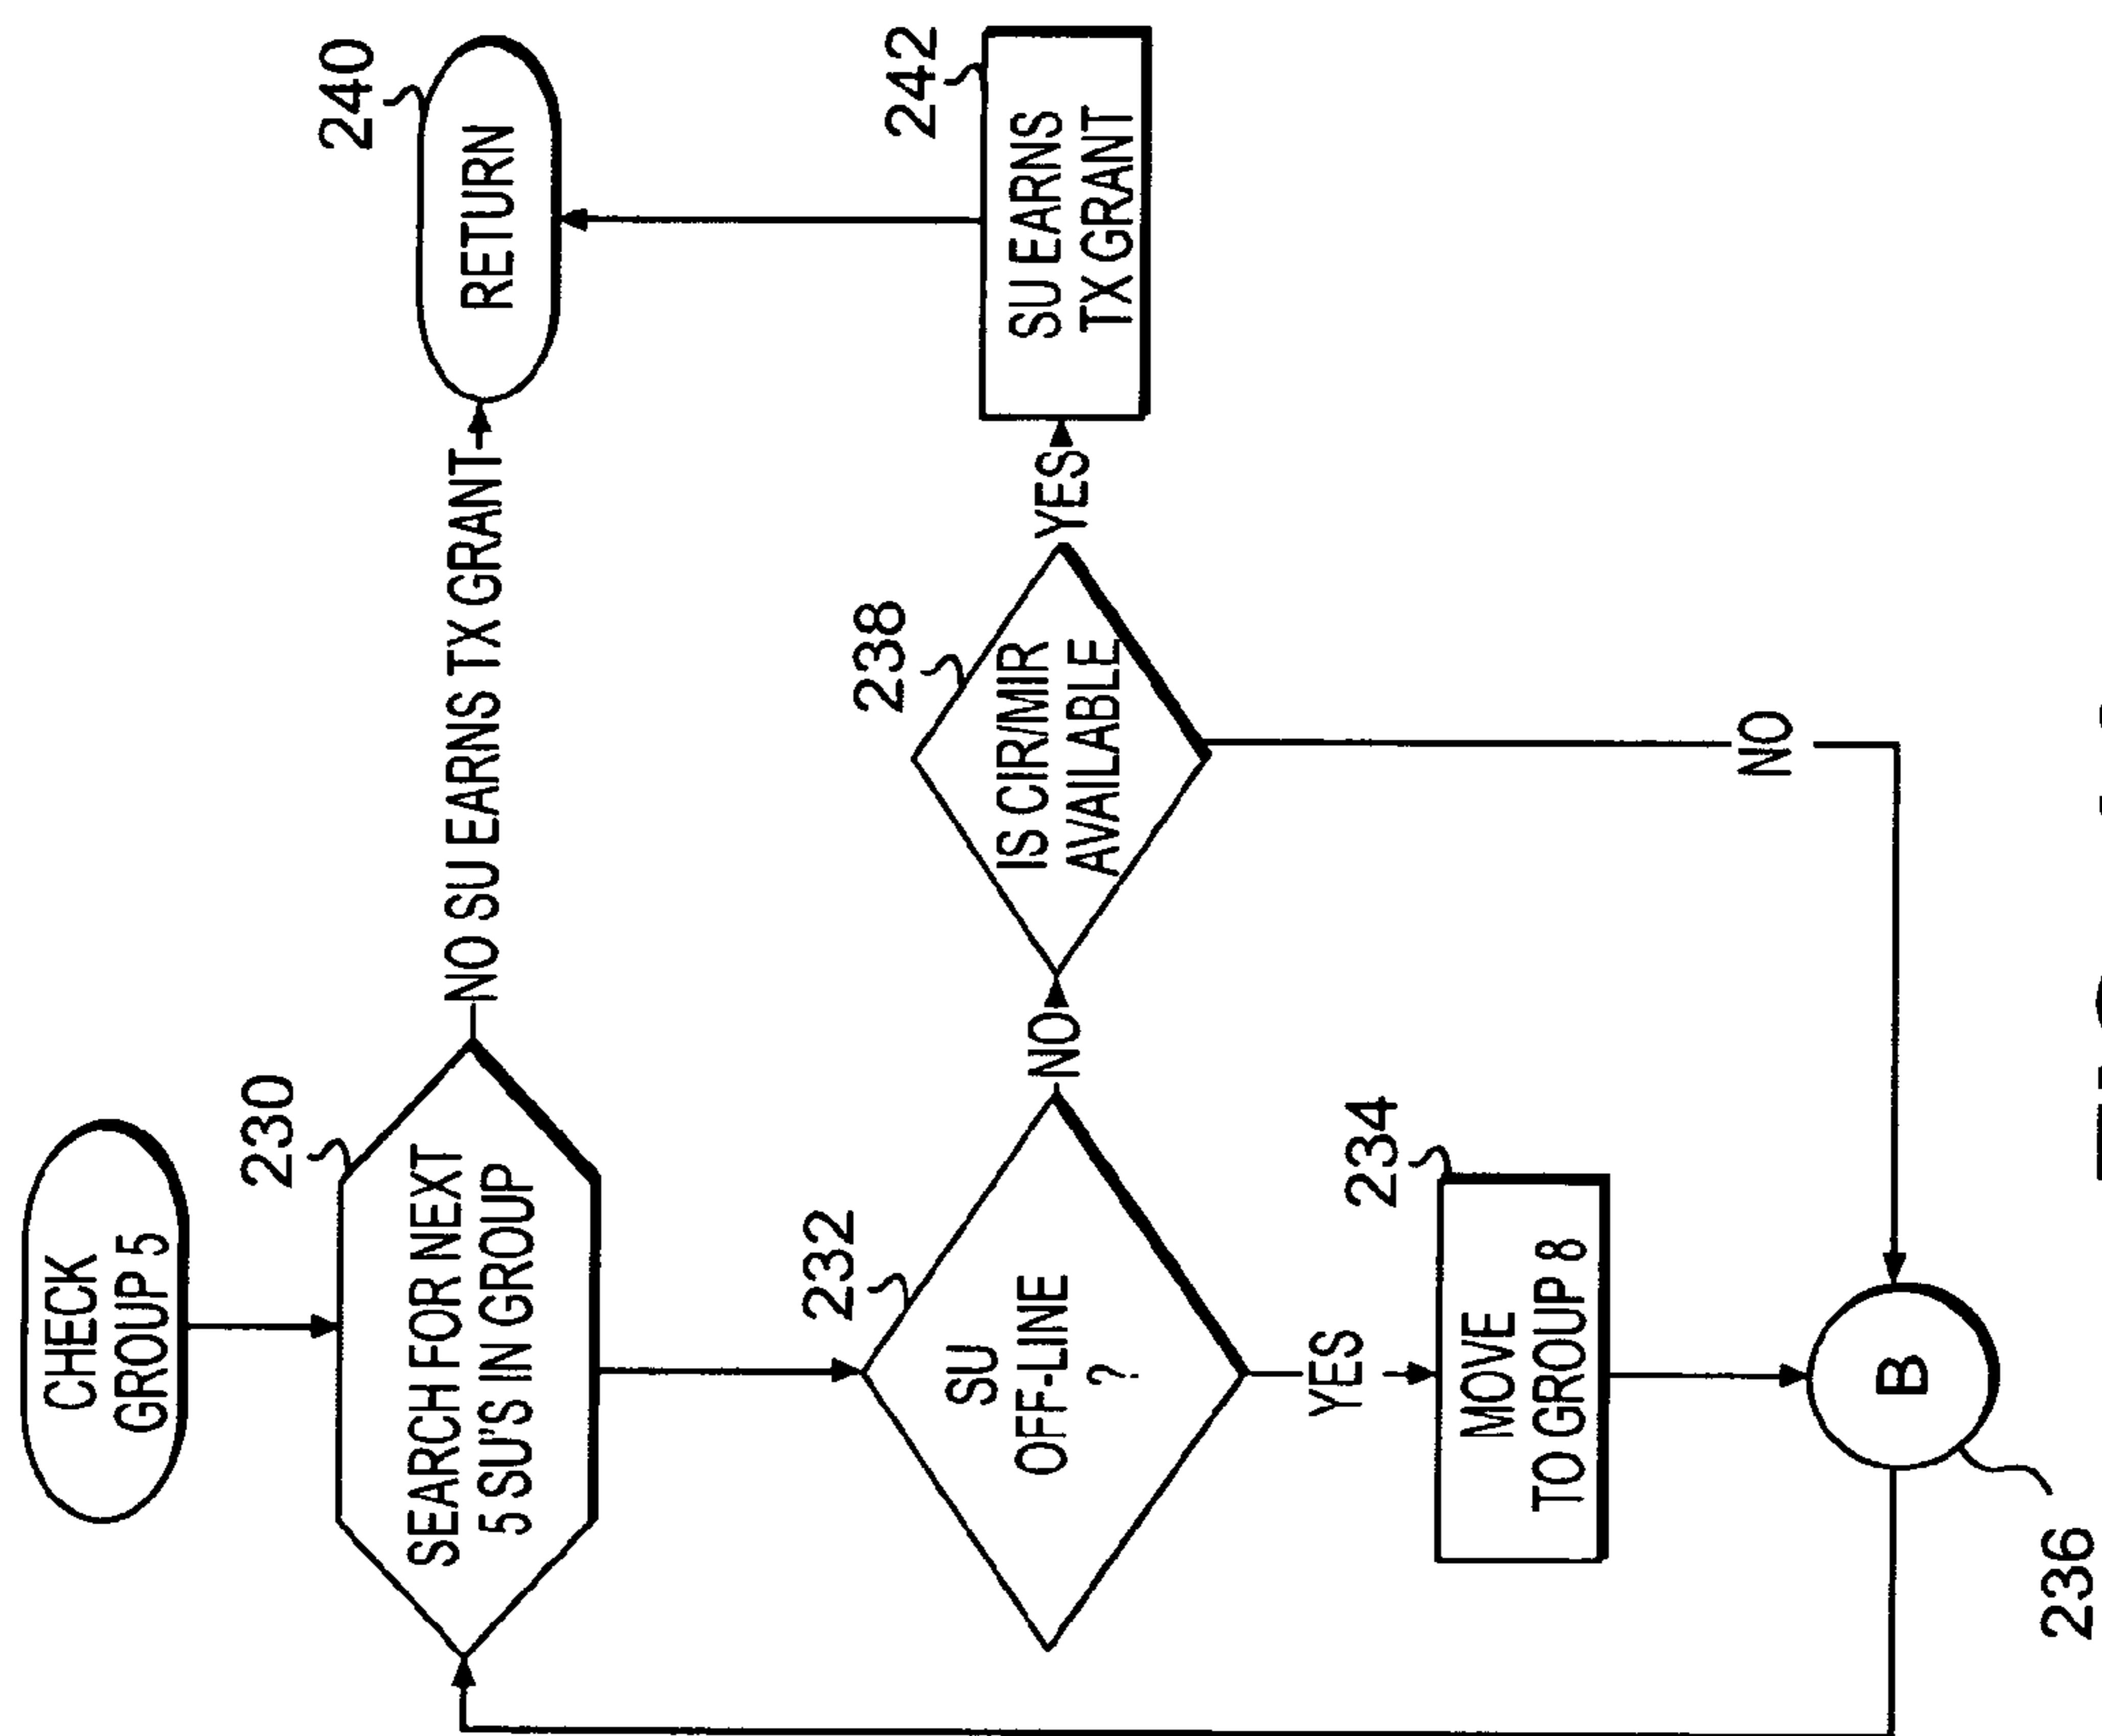 CHECK
GROUP 5
230
SEARCH FOR NEXT
5 SU'S IN GROUP
NO SU EARNS TX GRANT
240
RETURN
232
SU
OFF-LINE
?
NO
238
IS CIR/MIR
AVAILABLE
YES
242
SU EARNS
TX GRANT
YES
234
MOVE
TO GROUP 8
NO
B
236